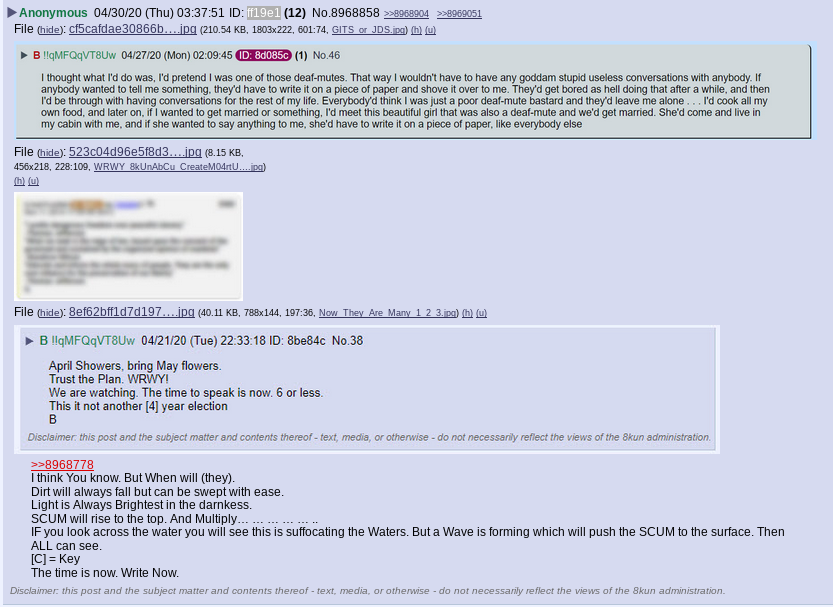 ▶Anonymous 04/30/20 (Thu) 03:37:51 ID: ff19e1 (12) No.8968858 >>8968904 >>8969051
File (hide): cf5cafdae30866b….jpg (210.54 KB, 1803x222, 601:74, GITS_or_JDS.jpg) (h) (u)
▶ B !!qMFQqVT8Uw 04/27/20 (Mon) 02:09:45 ID: 8d085c (1) No.46
I thought what I'd do was, I'd pretend I was one of those deaf-mutes. That way I wouldn't have to have any goddam stupid useless conversations with anybody. If
anybody wanted to tell me something, they'd have to write it on a piece of paper and shove it over to me. They'd get bored as hell doing that after a while, and then
I'd be through with having conversations for the rest of my life. Everybody'd think I was just a poor deaf-mute bastard and they'd leave me alone . . . I'd cook all my
own food, and later on, if I wanted to get married or something, I'd meet this beautiful girl that was also a deaf-mute and we'd get married. She'd come and live in
my cabin with me, and if she wanted to say anything to me, she'd have to write it on a piece of paper, like everybody else
File (hide): 523c04d96e5f8d3….jpg (8.15 KB,
456x218, 228:109, WRWY_8kUnAbCu_CreateM04rtU….jpg)
(h) (u)
File (hide): 8ef62bff1d7d197….jpg (40.11 KB, 788x144, 197:36, Now_They_Are_Many_1_2_3.jpg) (h) (u)
▶ B !!qMFQqVT8Uw 04/21/20 (Tue) 22:33:18 ID: 8be84c No.38
April Showers, bring May flowers.
Trust the Plan. WRWY!
We are watching. The time to speak is now. 6 or less.
This it not another [4] year election
B
Disclaimer: this post and the subject matter and contents thereof - text, media, or otherwise - do not necessarily reflect the views of the 8kun administration.
>>8968778
I think You know. But When will (they).
Dirt will always fall but can be swept with ease.
Light is Always Brightest in the darnkess.
SCUM will rise to the top. And Multiply… … … … … ..
IF you look across the water you will see this is suffocating the Waters. But a Wave is forming which will push the SCUM to the surface. Then
ALL can see.
[C] = Key
The time is now. Write Now.
Disclaimer: this post and the subject matter and contents thereof - text, media, or otherwise - do not necessarily reflect the views of the 8kun administration.